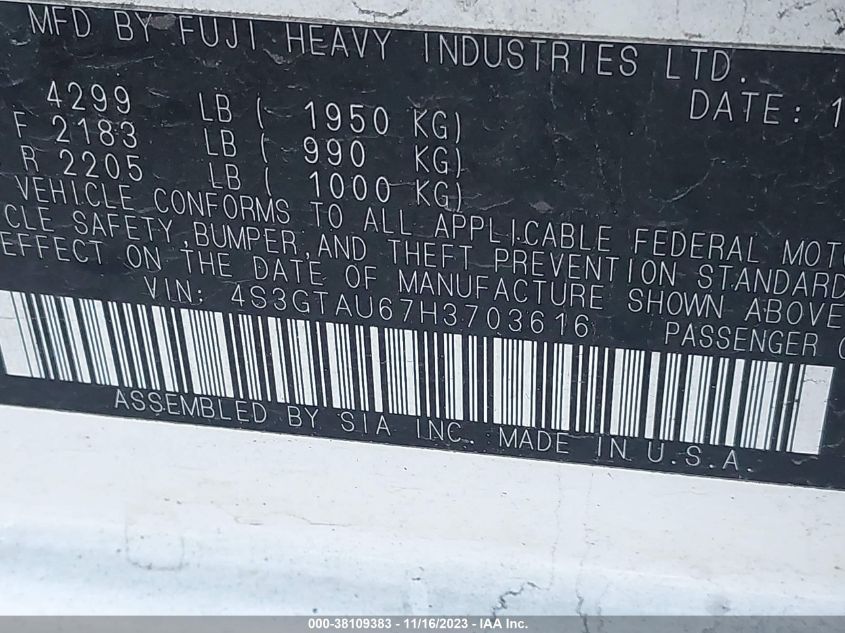 MFD BY FUJI HEAVY INDUSTRIES LTD.
DATE: 1
4299 LB ( 1950 KG)
F 2183 LB ( 990 KG)
R 2205 LB ( 1000 KG)
VEHICLE CONFORMS TO ALL APPLICABLE FEDERAL MOTO
CLE SAFETY,BUMPER,AND THEFT PREVENTION STANDARD
EFFECT ON THE DATE OF MANUFACTURE SHOWN ABOVE
VIN: 4S3GTAU67H3703616 PASSENGER C
ASSEMBLED BY SIA INC. MADE IN U.S.A.
000-38109383 - 11/16/2023 - IAA Inc.